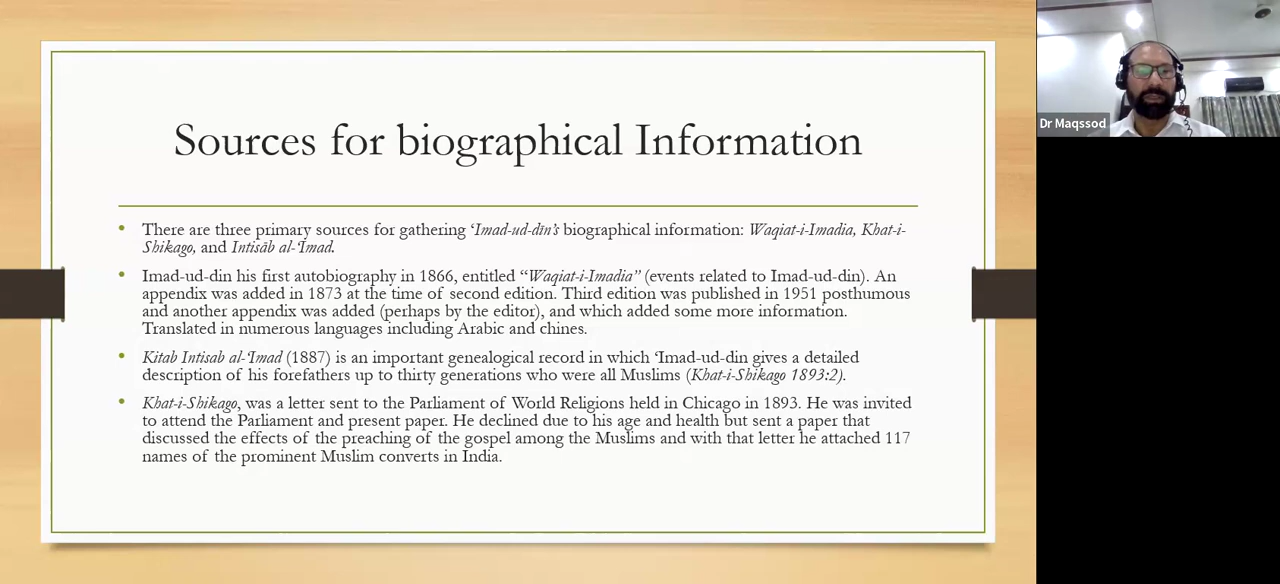 Sources for biographical Information
• There are three primary sources for gathering ‘Imad-ud-dīn’s biographical information: Waqiat-i-Imadia, Khat-i-
Shikago, and Intisāb al-‘Imad.
• Imad-ud-din his first autobiography in 1866, entitled “Waqiat-i-Imadia” (events related to Imad-ud-din). An
appendix was added in 1873 at the time of second edition. Third edition was published in 1951 posthumous
and another appendix was added (perhaps by the editor), and which added some more information.
Translated in numerous languages including Arabic and chines.
• Kitab Intisab al-‘Imad (1887) is an important genealogical record in which ‘Imad-ud-din gives a detailed
description of his forefathers up to thirty generations who were all Muslims (Khat-i-Shikago 1893:2).
• Khat-i-Shikago, was a letter sent to the Parliament of World Religions held in Chicago in 1893. He was invited
to attend the Parliament and present paper. He declined due to his age and health but sent a paper that
discussed the effects of the preaching of the gospel among the Muslims and with that letter he attached 117
names of the prominent Muslim converts in India.
Dr Maqssod